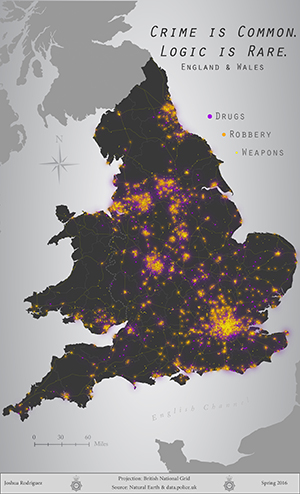 Crime is Common.
Logic is Rare.
England & Wales
N
Drugs
Robbery
Weapons
English Channel
0 30 60
Miles
Joshua Rodrigues
Projection: British National Grid
Source: Natural Earth & data.police.uk
Spring 2016